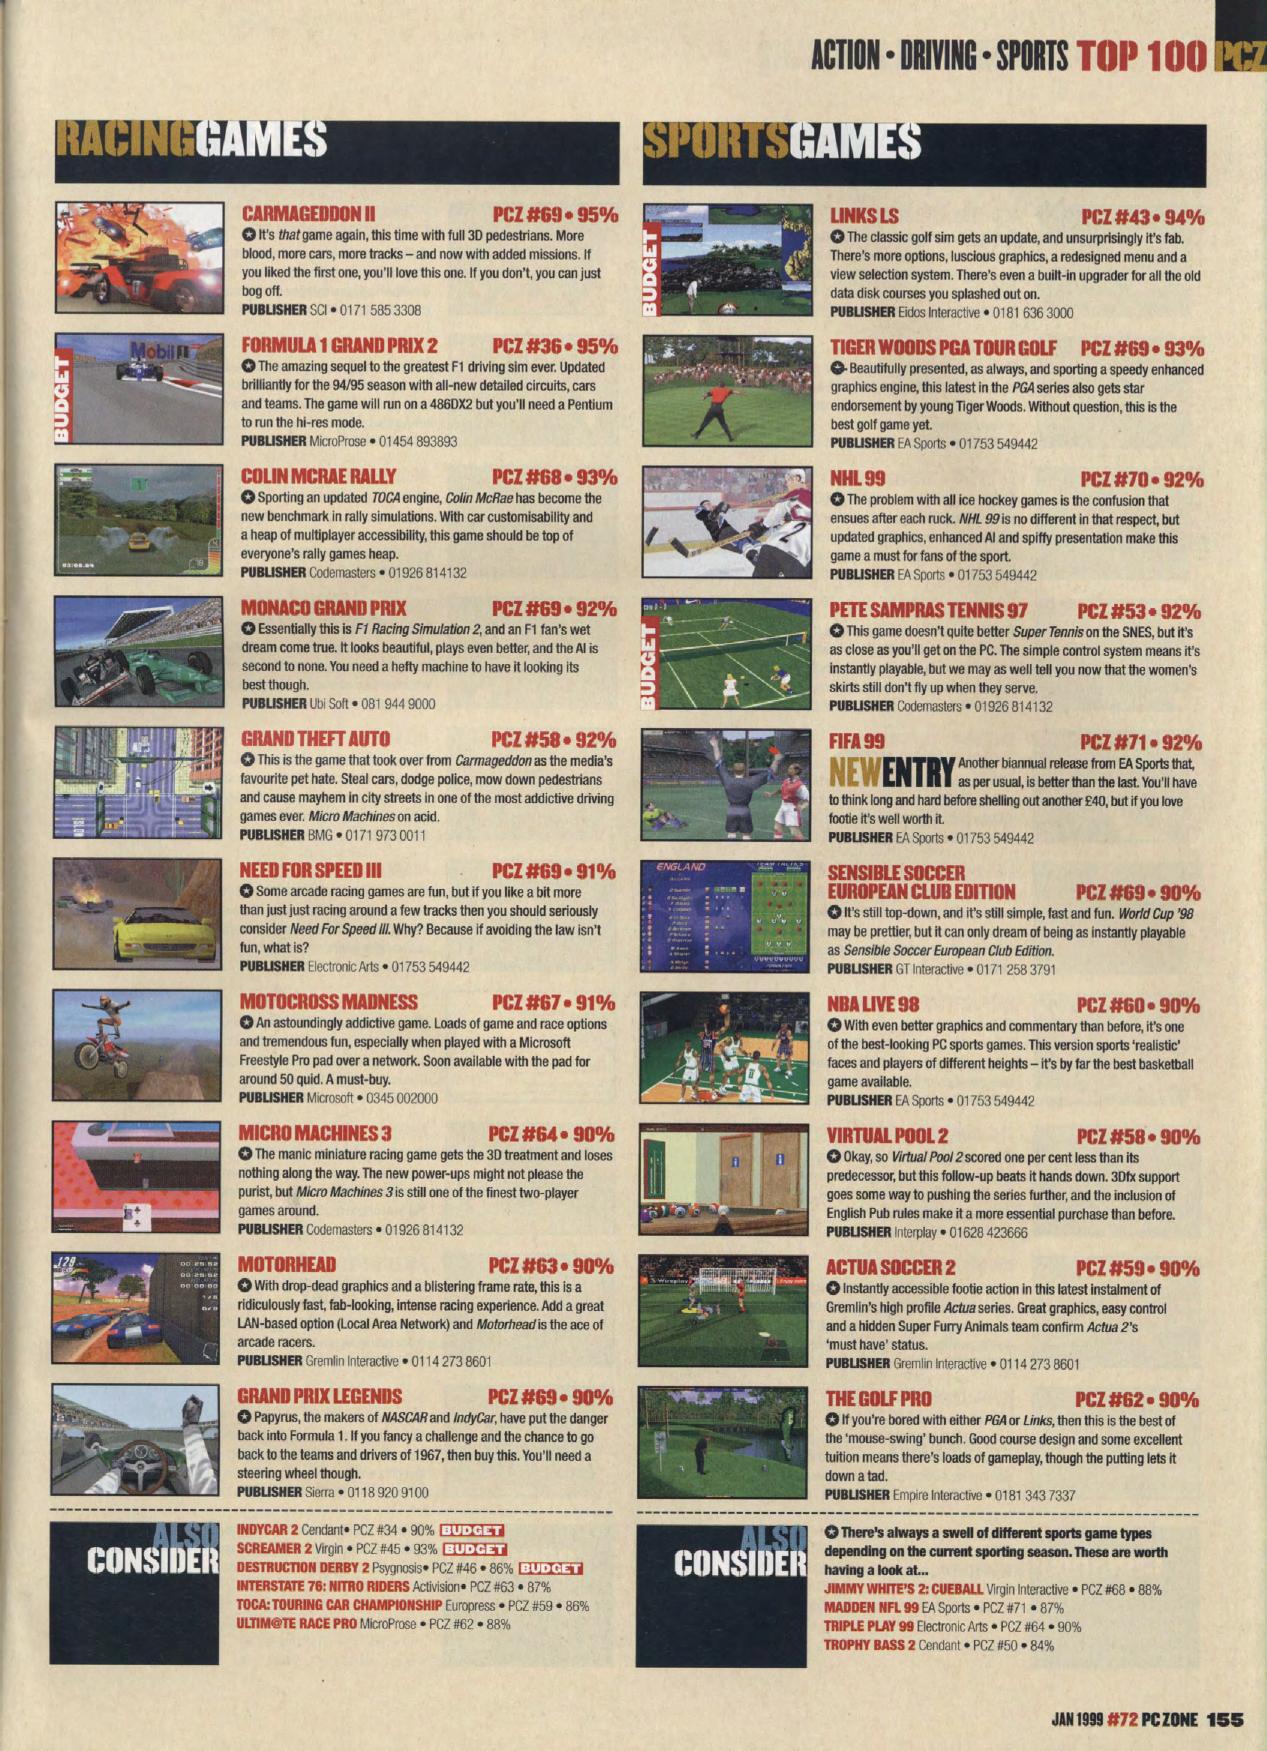 ACTION • DRIVING • SPORTS TOP 100 PCZ
RACINGGAMES
CARMAGEDDON II PCZ #69 • 95%
It's that game again, this time with full 3D pedestrians. More
blood, more cars, more tracks – and now with added missions. If
you liked the first one, you'll love this one. If you don't, you can just
bog off.
PUBLISHER SCI • 0171 585 3308
Mobil
BUDGET
FORMULA 1 GRAND PRIX 2 PCZ #36 • 95%
The amazing sequel to the greatest F1 driving sim ever. Updated
brilliantly for the 94/95 season with all-new detailed circuits, cars
and teams. The game will run on a 486DX2 but you'll need a Pentium
to run the hi-res mode.
PUBLISHER MicroProse • 01454 893893
COLIN MCRAE RALLY PCZ #68 • 93%
Sporting an updated TOCA engine, Colin McRae has become the
new benchmark in rally simulations. With car customisability and
a heap of multiplayer accessibility, this game should be top of
everyone's rally games heap.
PUBLISHER Codemasters • 01926 814132
MONACO GRAND PRIX PCZ #69 • 92%
Essentially this is F1 Racing Simulation 2, and an F1 fan's wet
dream come true. It looks beautiful, plays even better, and the AI is
second to none. You need a hefty machine to have it looking its
best though.
PUBLISHER Ubi Soft • 081 944 9000
GRAND THEFT AUTO PCZ #58 • 92%
This is the game that took over from Carmageddon as the media's
favourite pet hate. Steal cars, dodge police, mow down pedestrians
and cause mayhem in city streets in one of the most addictive driving
games ever. Micro Machines on acid.
PUBLISHER BMG • 0171 973 0011
NEED FOR SPEED III PCZ #69 • 91%
Some arcade racing games are fun, but if you like a bit more
than just just racing around a few tracks then you should seriously
consider Need For Speed III. Why? Because if avoiding the law isn't
fun, what is?
PUBLISHER Electronic Arts • 01753 549442
MOTOCROSS MADNESS PCZ #67 • 91%
An astoundingly addictive game. Loads of game and race options
and tremendous fun, especially when played with a Microsoft
Freestyle Pro pad over a network. Soon available with the pad for
around 50 quid. A must-buy.
PUBLISHER Microsoft • 0345 002000
MICRO MACHINES 3 PCZ #64 • 90%
The manic miniature racing game gets the 3D treatment and loses
nothing along the way. The new power-ups might not please the
purist, but Micro Machines 3 is still one of the finest two-player
games around.
PUBLISHER Codemasters • 01926 814132
MOTORHEAD PCZ #63 • 90%
With drop-dead graphics and a blistering frame rate, this is a
ridiculously fast, fab-looking, intense racing experience. Add a great
LAN-based option (Local Area Network) and Motorhead is the ace of
arcade racers.
PUBLISHER Gremlin Interactive • 0114 273 8601
GRAND PRIX LEGENDS PCZ #69 • 90%
Papyrus, the makers of NASCAR and IndyCar, have put the danger
back into Formula 1. If you fancy a challenge and the chance to go
back to the teams and drivers of 1967, then buy this. You'll need a
steering wheel though.
PUBLISHER Sierra • 0118 920 9100
ALSO
CONSIDER
INDYCAR 2 Cendant • PCZ #34 • 90% BUDGET
SCREAMER 2 Virgin • PCZ #45 • 93% BUDGET
DESTRUCTION DERBY 2 Psygnosis • PCZ #46 • 86% BUDGET
INTERSTATE 76: NITRO RIDERS Activision • PCZ #63 • 87%
TOCA: TOURING CAR CHAMPIONSHIP Europress • PCZ #59 • 86%
ULTIM@TE RACE PRO MicroProse • PCZ #62 • 88%
SPORTSGAMES
BUDGET
LINKS LS PCZ #43 • 94%
The classic golf sim gets an update, and unsurprisingly it's fab.
There's more options, luscious graphics, a redesigned menu and a
view selection system. There's even a built-in upgrader for all the old
data disk courses you splashed out on.
PUBLISHER Eidos Interactive • 0181 636 3000
TIGER WOODS PGA TOUR GOLF PCZ #69 • 93%
Beautifully presented, as always, and sporting a speedy enhanced
graphics engine, this latest in the PGA series also gets star
endorsement by young Tiger Woods. Without question, this is the
best golf game yet.
PUBLISHER EA Sports • 01753 549442
NHL 99 PCZ #70 • 92%
The problem with all ice hockey games is the confusion that
ensues after each ruck. NHL 99 is no different in that respect, but
updated graphics, enhanced AI and spiffy presentation make this
game a must for fans of the sport.
PUBLISHER EA Sports • 01753 549442
BUDGET
PETE SAMPRAS TENNIS 97 PCZ #53 • 92%
This game doesn't quite better Super Tennis on the SNES, but it's
as close as you'll get on the PC. The simple control system means it's
instantly playable, but we may as well tell you now that the women's
skirts still don't fly up when they serve.
PUBLISHER Codemasters • 01926 814132
FIFA 99 PCZ #71 • 92%
NEWENTRY Another biannual release from EA Sports that,
as per usual, is better than the last. You'll have
to think long and hard before shelling out another £40, but if you love
footie it's well worth it.
PUBLISHER EA Sports • 01753 549442
ENGLAND
SENSIBLE SOCCER
EUROPEAN CLUB EDITION PCZ #69 • 90%
It's still top-down, and it's still simple, fast and fun. World Cup '98
may be prettier, but it can only dream of being as instantly playable
as Sensible Soccer European Club Edition.
PUBLISHER GT Interactive • 0171 258 3791
NBA LIVE 98 PCZ #60 • 90%
With even better graphics and commentary than before, it's one
of the best-looking PC sports games. This version sports 'realistic'
faces and players of different heights – it's by far the best basketball
game available.
PUBLISHER EA Sports • 01753 549442
VIRTUAL POOL 2 PCZ #58 • 90%
Okay, so Virtual Pool 2 scored one per cent less than its
predecessor, but this follow-up beats it hands down. 3Dfx support
goes some way to pushing the series further, and the inclusion of
English Pub rules make it a more essential purchase than before.
PUBLISHER Interplay • 01628 423666
ACTUA SOCCER 2 PCZ #59 • 90%
Instantly accessible footie action in this latest instalment of
Gremlin's high profile Actua series. Great graphics, easy control
and a hidden Super Furry Animals team confirm Actua 2's
'must have' status.
PUBLISHER Gremlin Interactive • 0114 273 8601
THE GOLF PRO PCZ #62 • 90%
If you're bored with either PGA or Links, then this is the best of
the 'mouse-swing' bunch. Good course design and some excellent
tuition means there's loads of gameplay, though the putting lets it
down a tad.
PUBLISHER Empire Interactive • 0181 343 7337
ALSO
CONSIDER
There's always a swell of different sports game types
depending on the current sporting season. These are worth
having a look at...
JIMMY WHITE'S 2: CUEBALL Virgin Interactive • PCZ #68 • 88%
MADDEN NFL 99 EA Sports • PCZ #71 • 87%
TRIPLE PLAY 99 Electronic Arts • PCZ #64 • 90%
TROPHY BASS 2 Cendant • PCZ #50 • 84%
JAN 1999 #72 PC ZONE 155